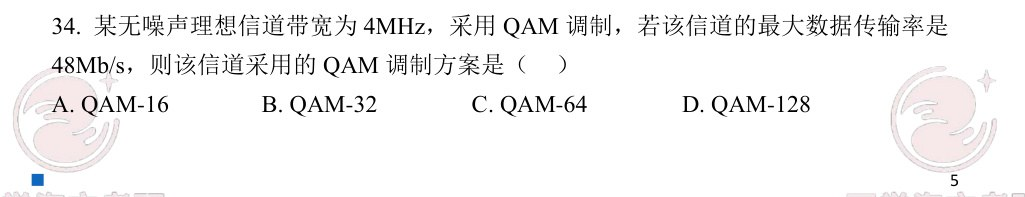 34. 某无噪声理想信道带宽为 4MHz，采用 QAM 调制，若该信道的最大数据传输率是
48Mb/s，则该信道采用的 QAM 调制方案是（    ）
A. QAM-16 B. QAM-32 C. QAM-64 D. QAM-128
5